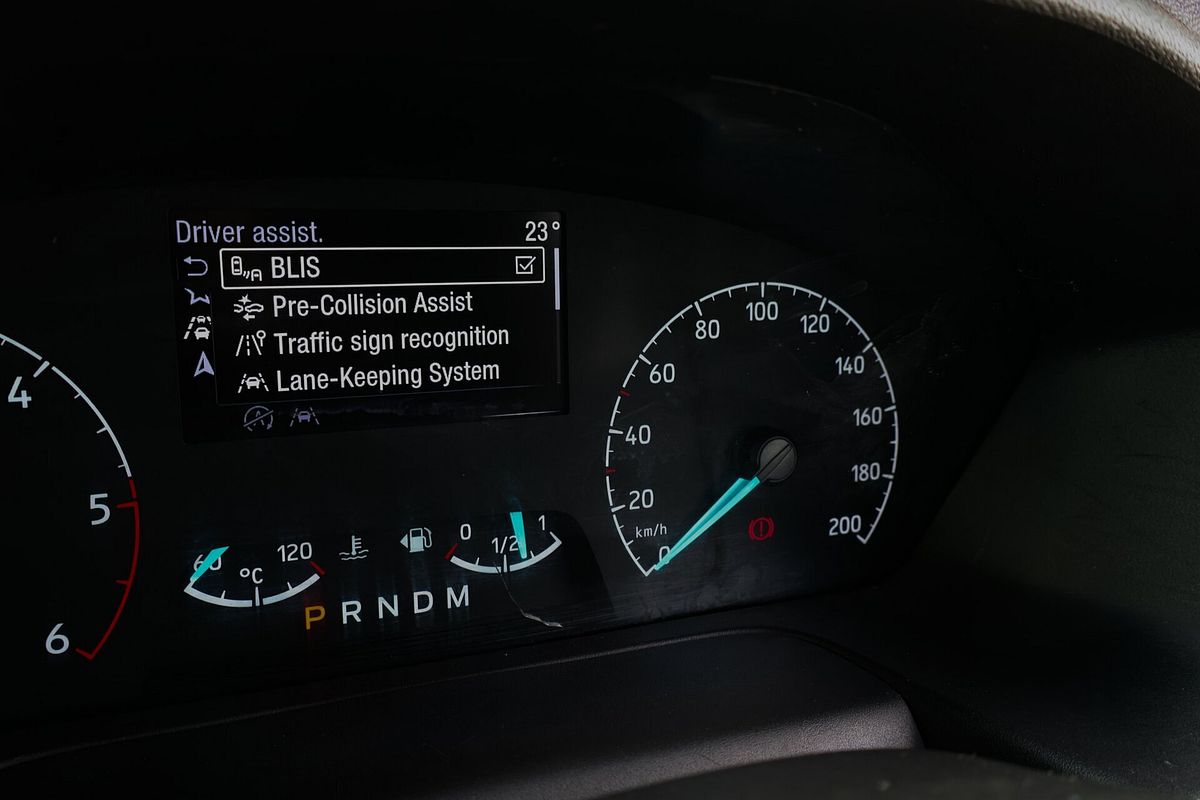 Driver assist. 23°
BLIS
Pre-Collision Assist
Traffic sign recognition
Lane-Keeping System
4
5
6
60
120
°C
0
1/2
1
P R N D M
0
20
40
60
80
100
120
140
160
180
200
km/h